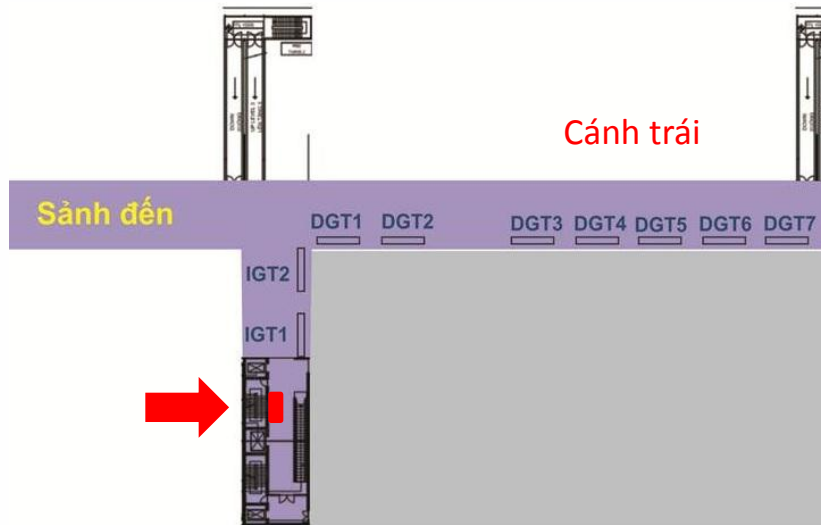 Cánh trái
Sảnh đến
DGT1 DGT2 DGT3 DGT4 DGT5 DGT6 DGT7
IGT2
IGT1